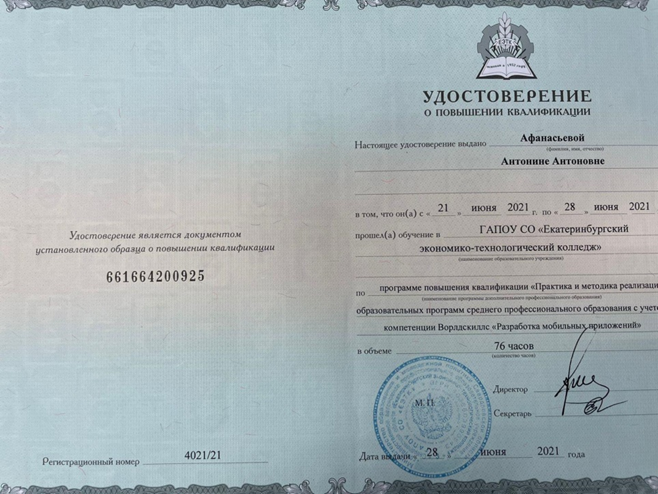 Удостоверение является документом
установленного образца о повышении квалификации
661664200925
Регистрационный номер 4021/21
УДОСТОВЕРЕНИЕ
О ПОВЫШЕНИИ КВАЛИФИКАЦИИ
Настоящее удостоверение выдано Афанасьевой
(фамилия, имя, отчество)
Антонине Антоновне
в том, что он(а) с « 21 » июня 2021 г. по « 28 » июня 2021
прошел(а) обучение в ГАПОУ СО «Екатеринбургский
экономико-технологический колледж»
(наименование образовательного учреждения)
по программе повышения квалификации «Практика и методика реализаци
(наименование программы дополнительного профессионального образования)
образовательных программ среднего профессионального образования с учето
компетенции Ворлдскиллс «Разработка мобильных приложений»
в объеме 76 часов
(количество часов)
Директор
М.П.
Секретарь
Дата выдачи « 28 » июня 2021 года